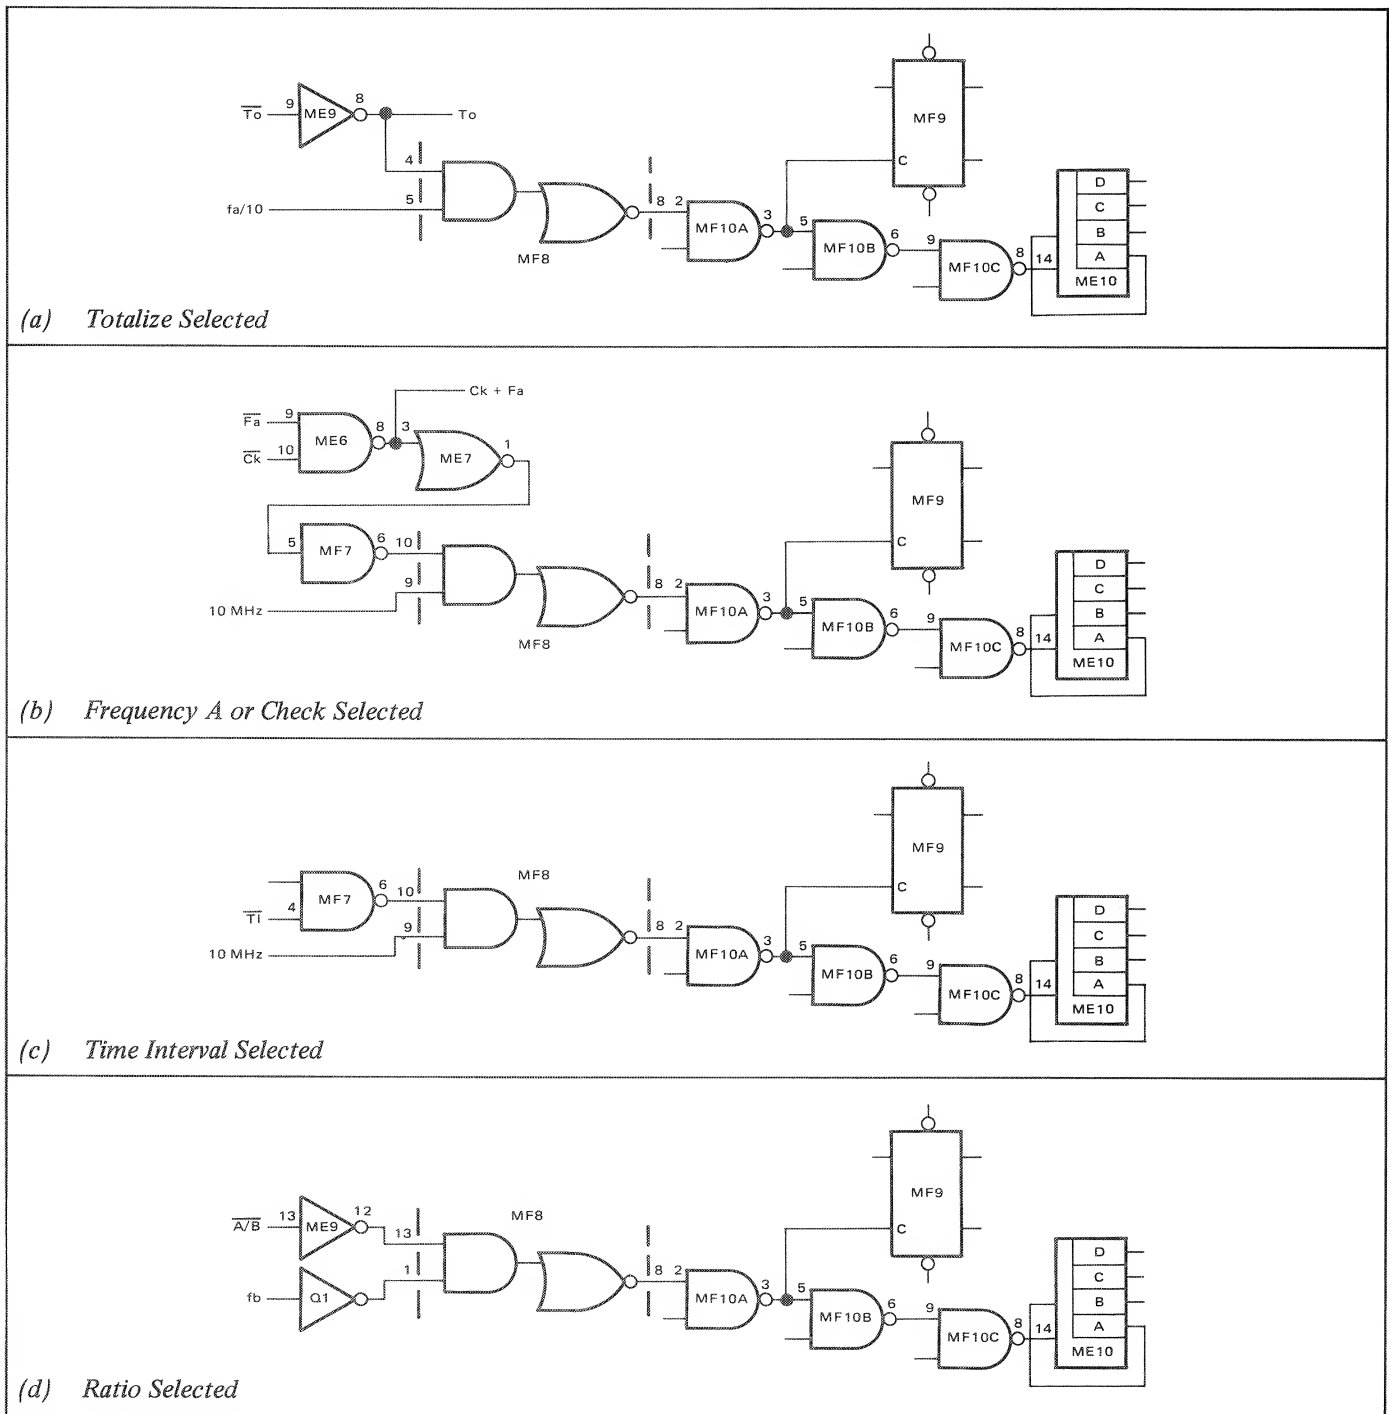 T̅o̅ 9 ME9 8 To
4
5
fa/10
MF8
8 2 MF10A 3
5 MF10B 6
9 MF10C 8
14
C MF9
D
C
B
A
ME10
(a) Totalize Selected
Ck + Fa
F̅a̅ 9
C̅k̅ 10
ME6 8
3 ME7 1
5 MF7 6 10
9
10 MHz
MF8
8 2 MF10A 3
5 MF10B 6
9 MF10C 8
14
C MF9
D
C
B
A
ME10
(b) Frequency A or Check Selected
MF7 6 10
T̅I̅ 4
9
10 MHz
MF8
8 2 MF10A 3
5 MF10B 6
9 MF10C 8
14
C MF9
D
C
B
A
ME10
(c) Time Interval Selected
A̅/̅B̅ 13 ME9 12
13
1
fb Q1
MF8
8 2 MF10A 3
5 MF10B 6
9 MF10C 8
14
C MF9
D
C
B
A
ME10
(d) Ratio Selected